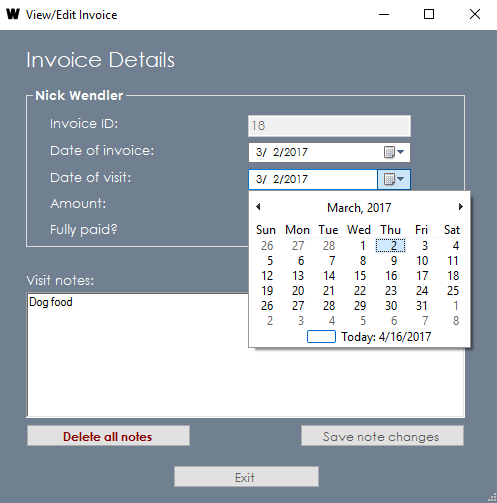 W View/Edit Invoice
Invoice Details
Nick Wendler
Invoice ID: 18
Date of invoice: 3/ 2/2017
Date of visit: 3/ 2/2017
Amount:
Fully paid?
March, 2017
Sun Mon Tue Wed Thu Fri Sat
26 27 28 1 2 3 4
5 6 7 8 9 10 11
12 13 14 15 16 17 18
19 20 21 22 23 24 25
26 27 28 29 30 31 1
2 3 4 5 6 7 8
Today: 4/16/2017
Visit notes:
Dog food
Delete all notes
Save note changes
Exit